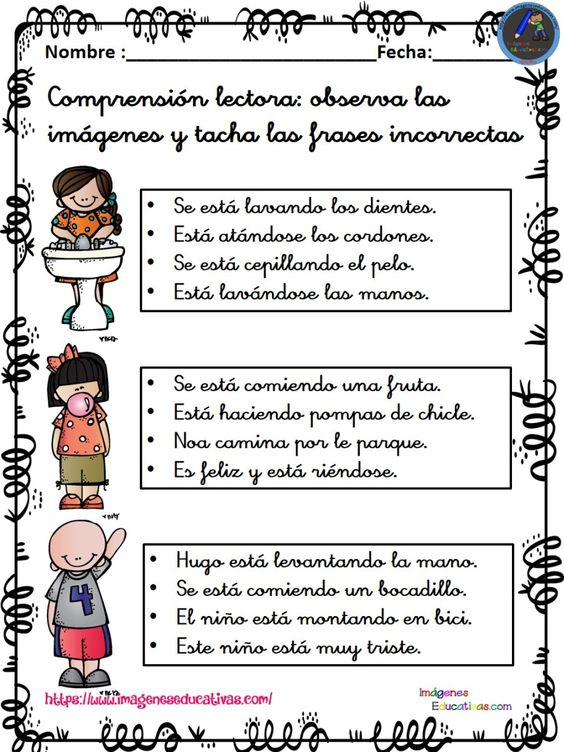 Nombre :____________________________Fecha:_________
Comprensión lectora: observa las
imágenes y tacha las frases incorrectas
• Se está lavando los dientes.
• Está atándose los cordones.
• Se está cepillando el pelo.
• Está lavándose las manos.
• Se está comiendo una fruta.
• Está haciendo pompas de chicle.
• Noa camina por le parque.
• Es feliz y está riéndose.
4
• Hugo está levantando la mano.
• Se está comiendo un bocadillo.
• El niño está montando en bici.
• Este niño está muy triste.
https://www.imageneseducativas.com/
Imágenes
Educativas.com